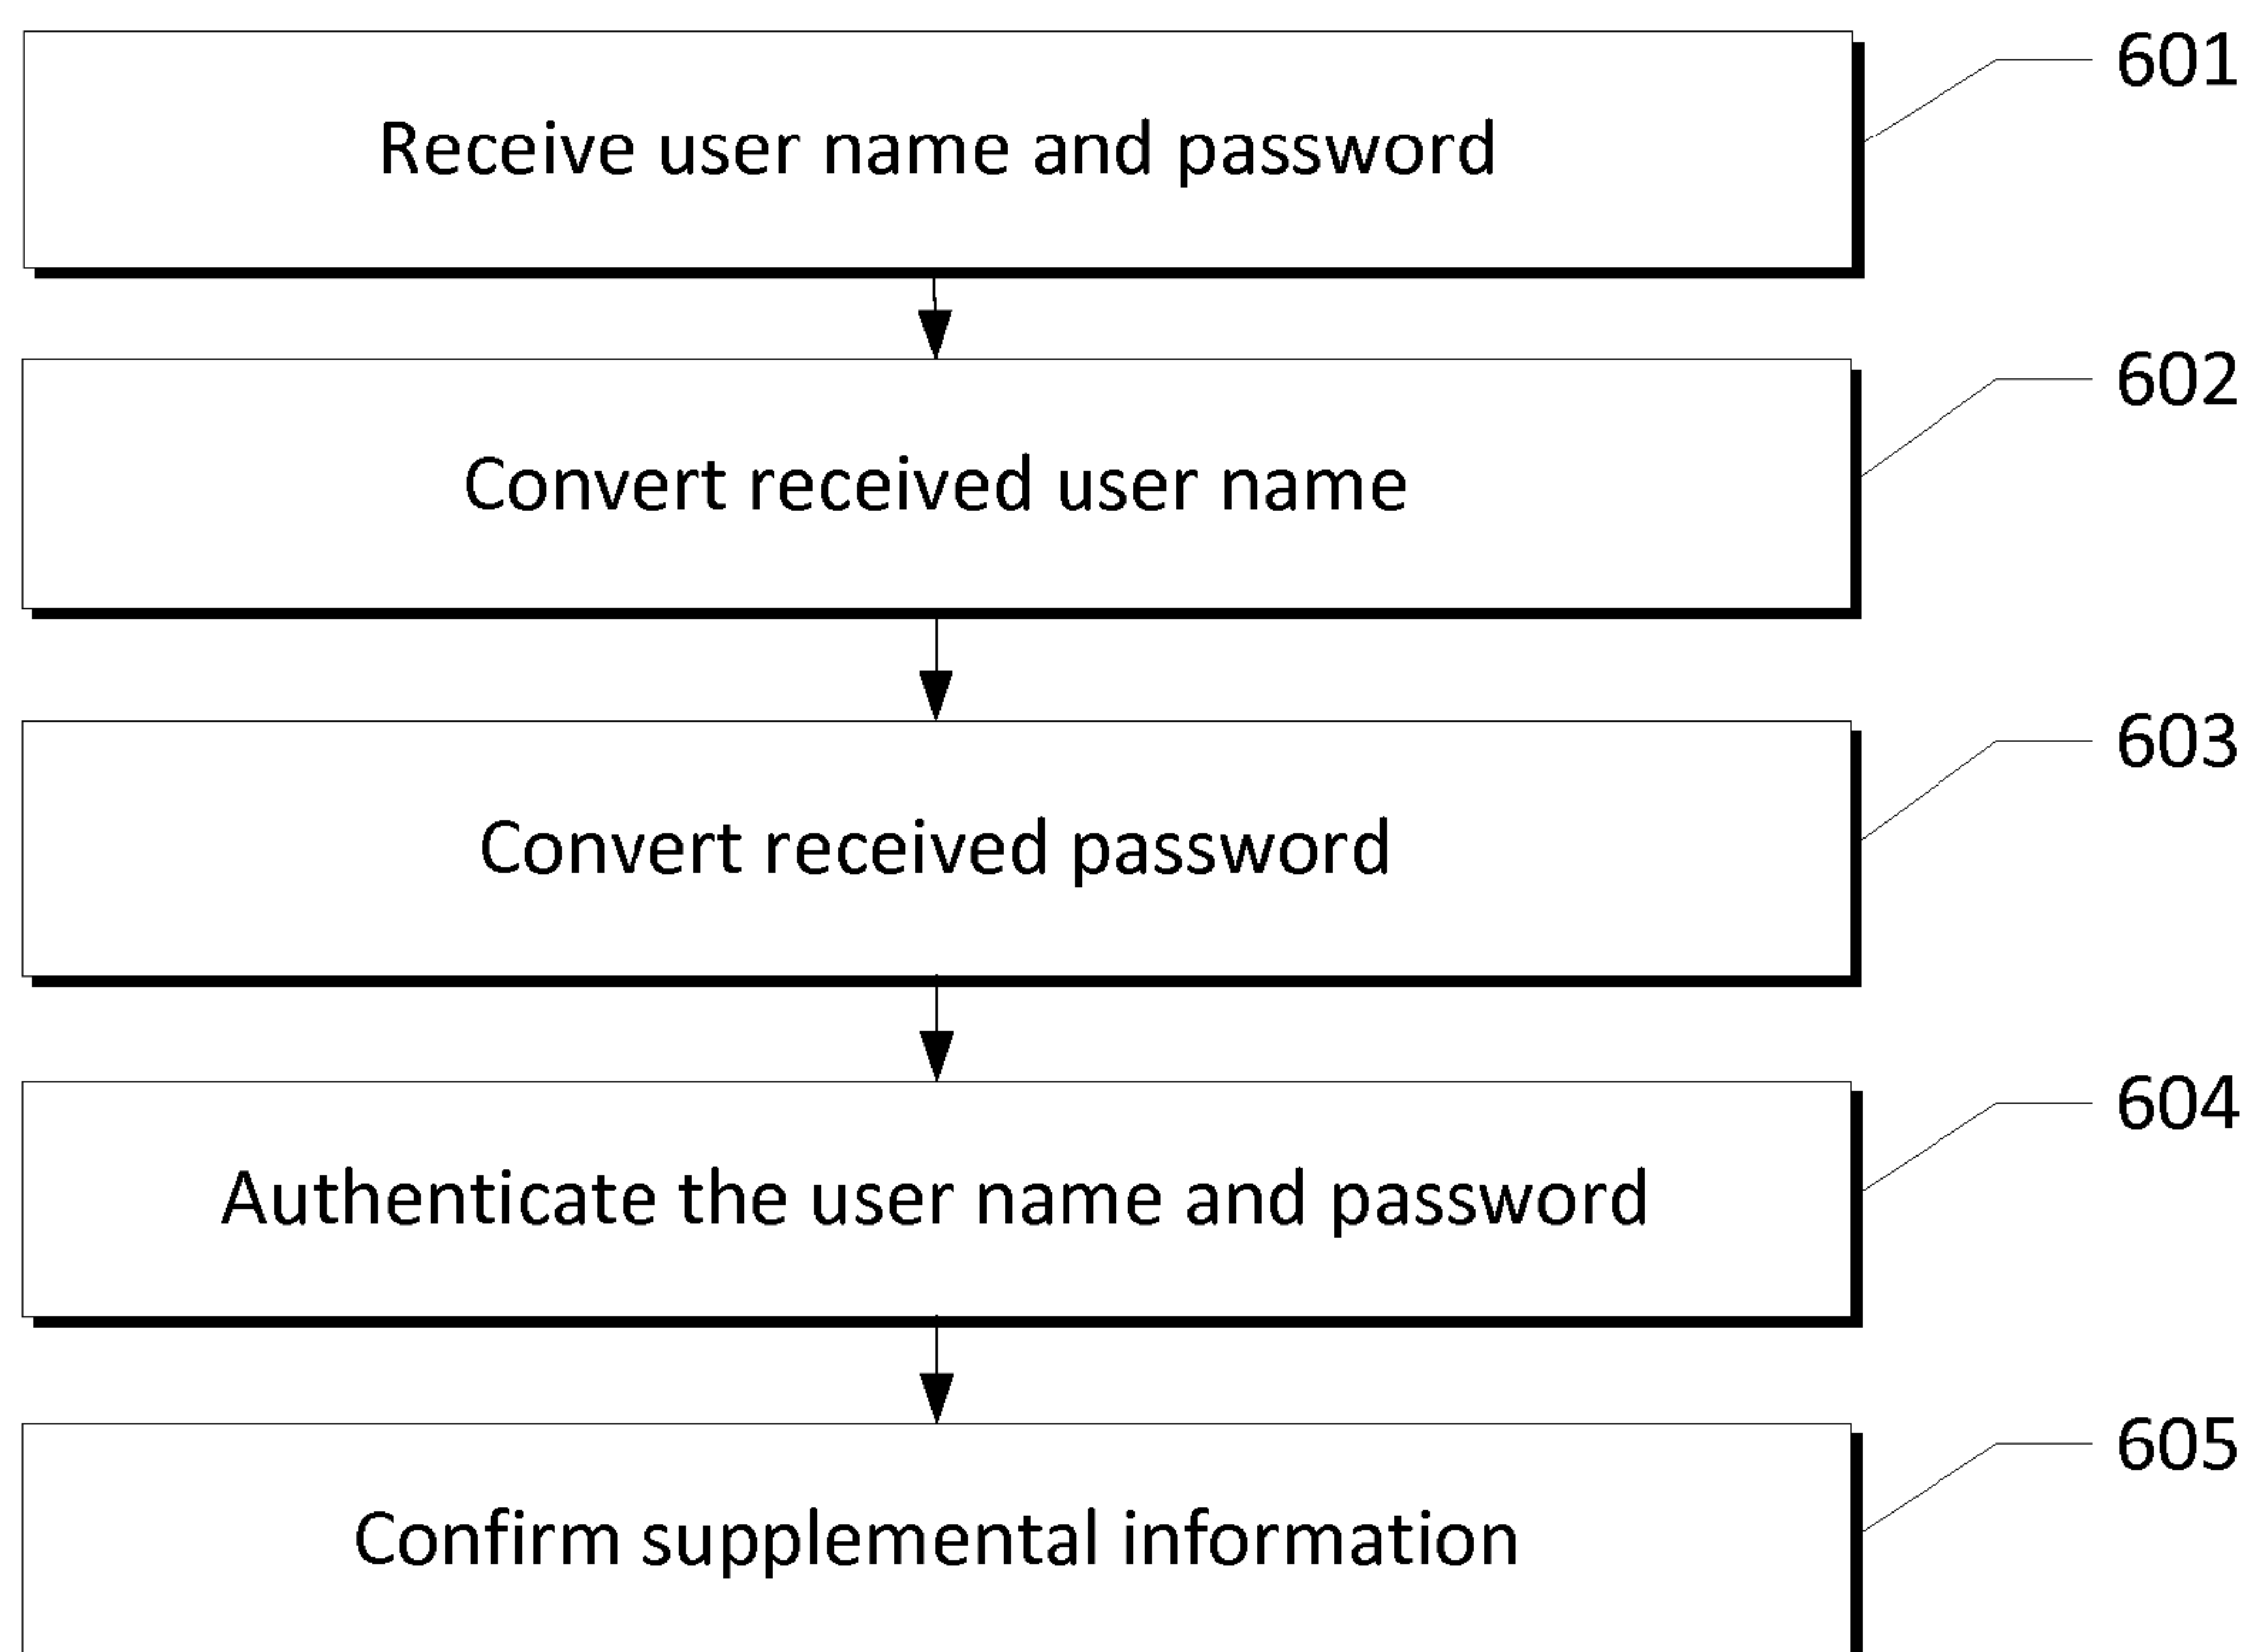 601
Receive user name and password
602
Convert received user name
603
Convert received password
604
Authenticate the user name and password
605
Confirm supplemental information